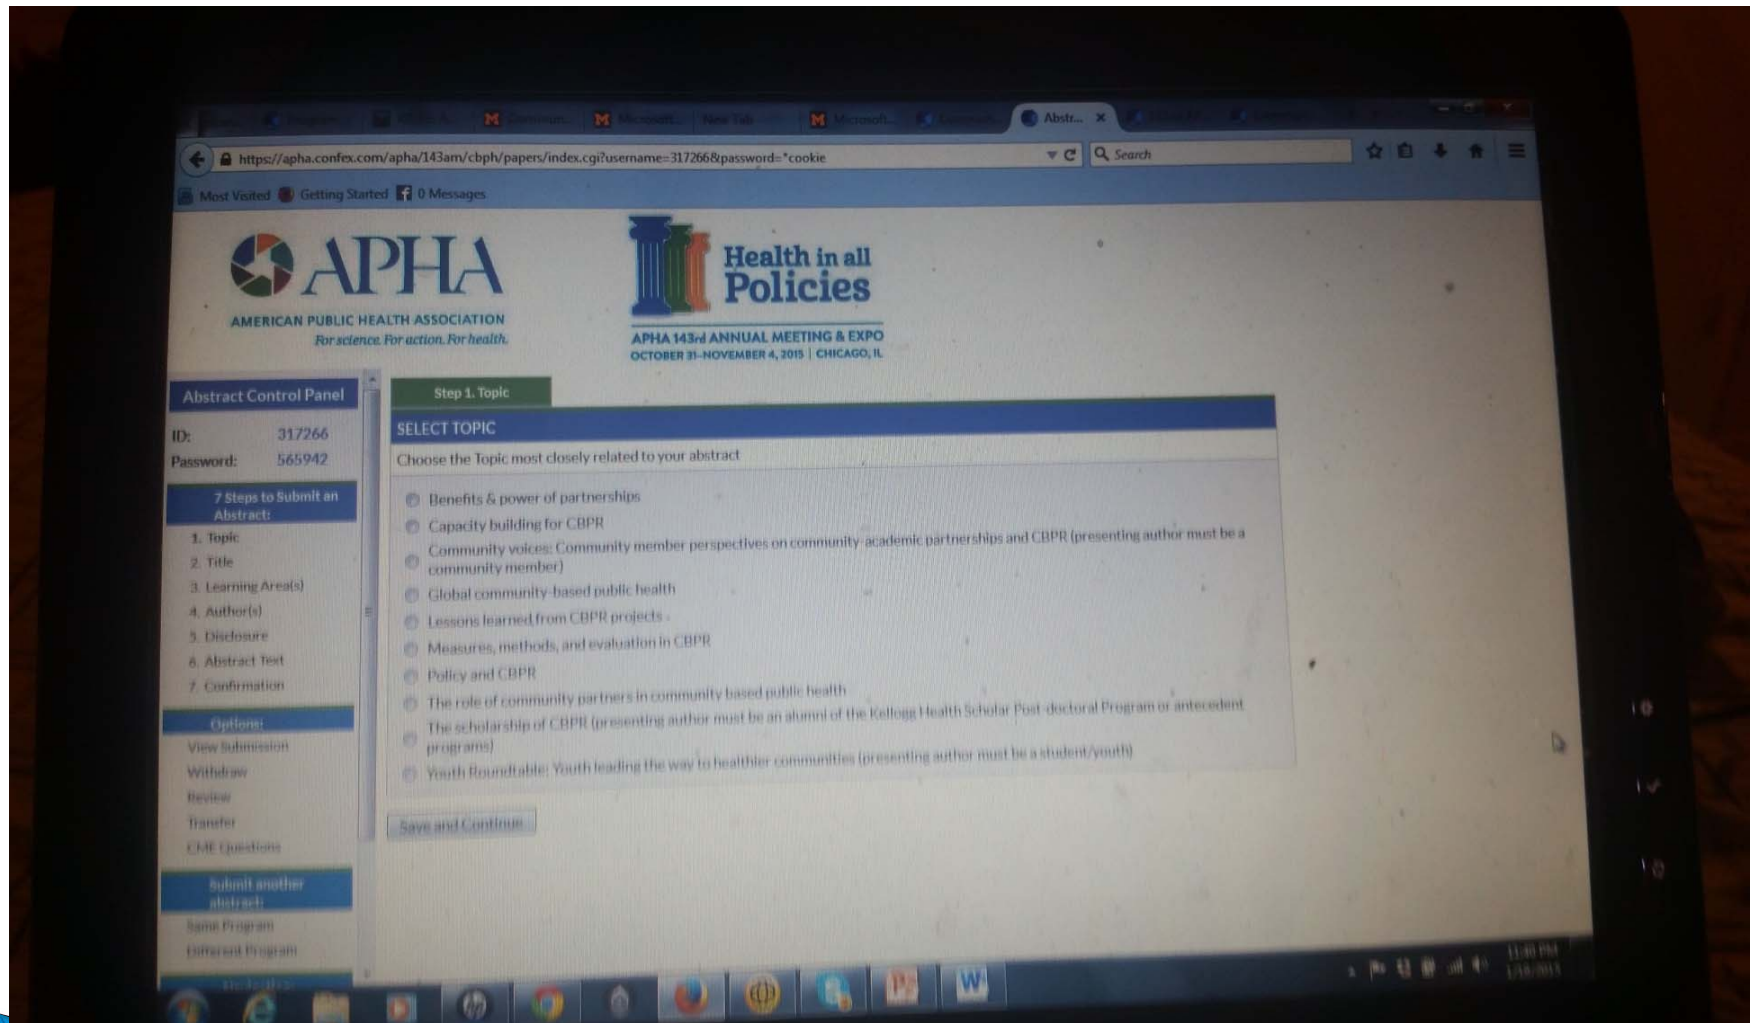 Abstr...
https://apha.confex.com/apha/143am/cbph/papers/index.cgi?username=317266&password=*cookie
Search
Most Visited Getting Started 0 Messages
APHA
AMERICAN PUBLIC HEALTH ASSOCIATION
For science. For action. For health.
Health in all
Policies
APHA 143rd ANNUAL MEETING & EXPO
OCTOBER 31-NOVEMBER 4, 2015 | CHICAGO, IL
Abstract Control Panel
ID: 317266
Password: 565942
7 Steps to Submit an
Abstract:
1. Topic
2. Title
3. Learning Area(s)
4. Author(s)
5. Disclosure
6. Abstract Text
7. Confirmation
Options:
View Submission
Withdraw
Review
Transfer
CME Questions
Submit another
abstract:
Same Program
Different Program
Step 1. Topic
SELECT TOPIC
Choose the Topic most closely related to your abstract
Benefits & power of partnerships
Capacity building for CBPR
Community voices: Community member perspectives on community-academic partnerships and CBPR (presenting author must be a
community member)
Global community-based public health
Lessons learned from CBPR projects
Measures, methods, and evaluation in CBPR
Policy and CBPR
The role of community partners in community based public health
The scholarship of CBPR (presenting author must be an alumni of the Kellogg Health Scholar Post-doctoral Program or antecedent
programs)
Youth Roundtable: Youth leading the way to healthier communities (presenting author must be a student/youth)
Save and Continue